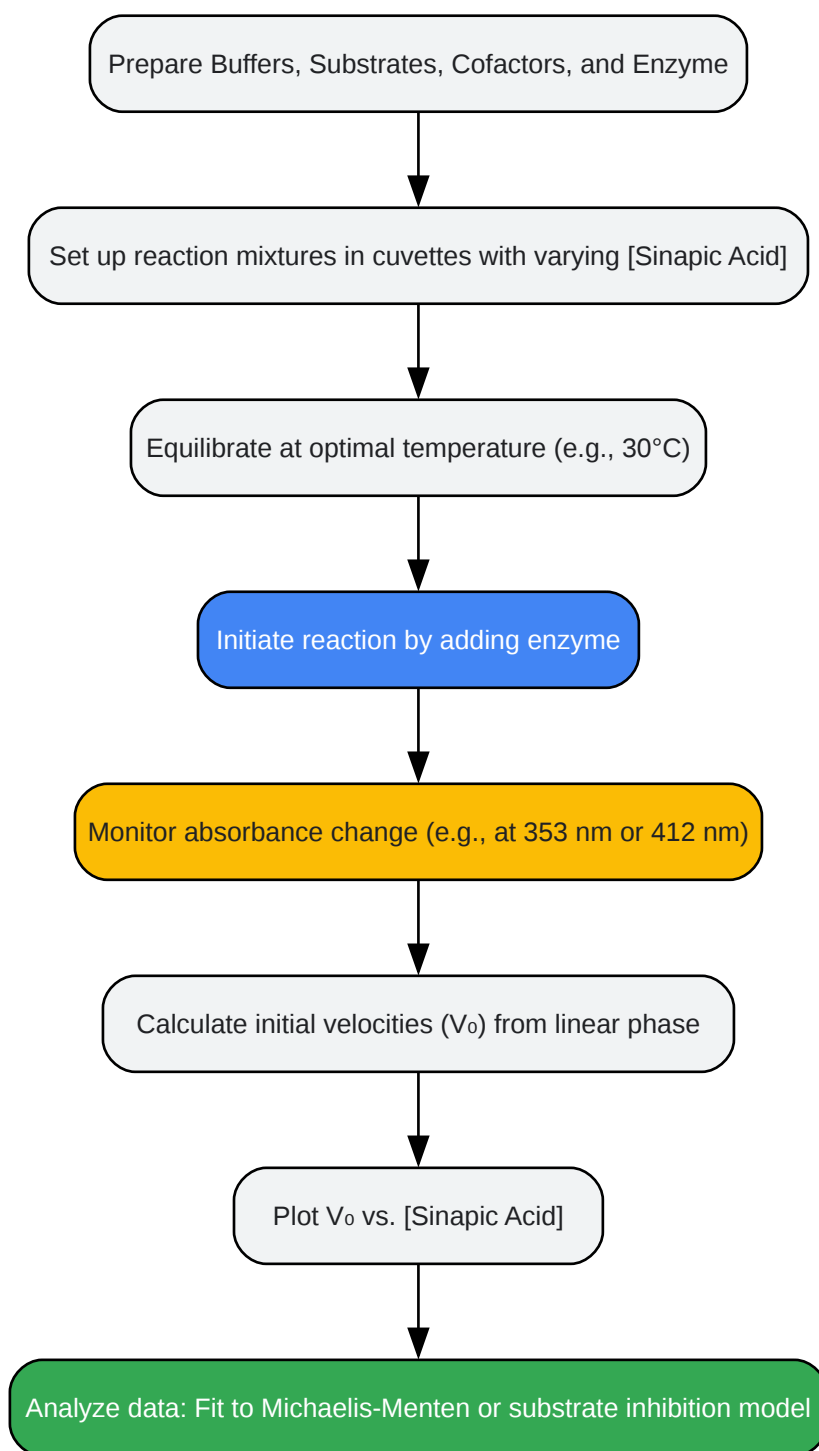 Prepare Buffers, Substrates, Cofactors, and Enzyme
Set up reaction mixtures in cuvettes with varying [Sinapic Acid]
Equilibrate at optimal temperature (e.g., 30°C)
Initiate reaction by adding enzyme
Monitor absorbance change (e.g., at 353 nm or 412 nm)
Calculate initial velocities (V₀) from linear phase
Plot V₀ vs. [Sinapic Acid]
Analyze data: Fit to Michaelis-Menten or substrate inhibition model